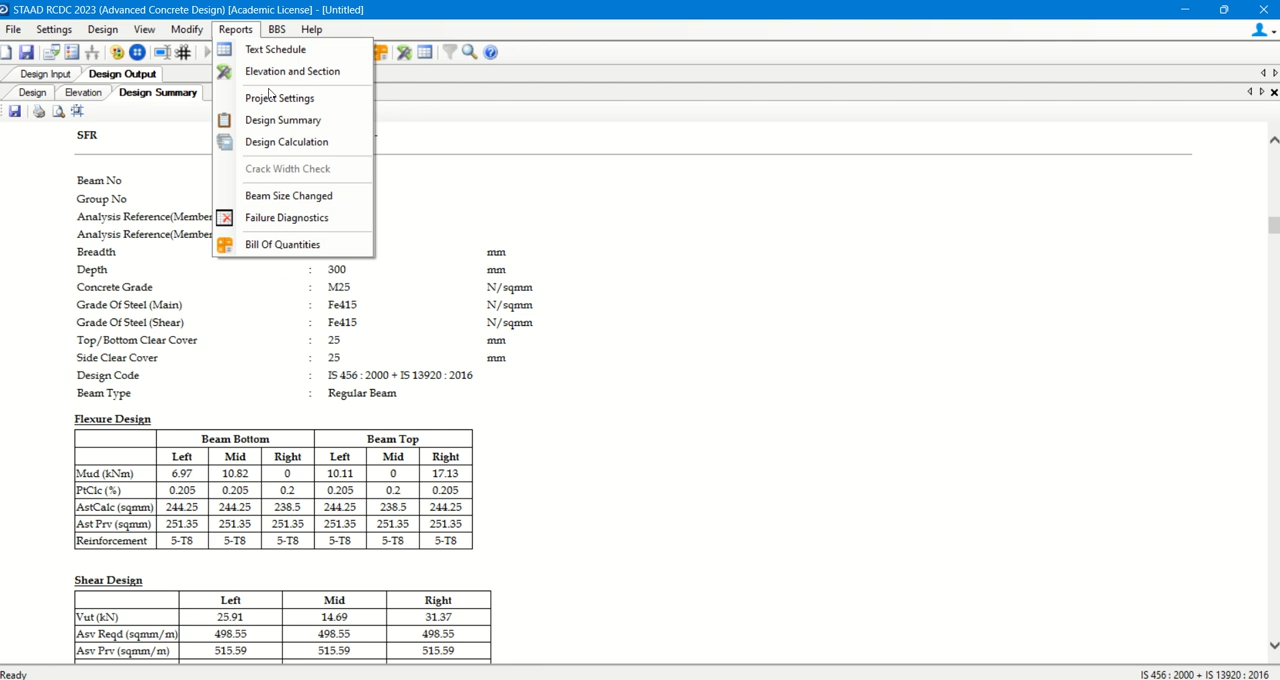 STAAD RCDC 2023 (Advanced Concrete Design) [Academic License] - [Untitled]
File Settings Design View Modify Reports BBS Help
Text Schedule
Elevation and Section
Project Settings
Design Summary
Design Calculation
Crack Width Check
Beam Size Changed
Failure Diagnostics
Bill Of Quantities
Design Input Design Output
Design Elevation Design Summary
SFR
Beam No
Group No
Analysis Reference(Member
Analysis Reference(Member
Breadth mm
Depth : 300 mm
Concrete Grade : M25 N/sqmm
Grade Of Steel (Main) : Fe415 N/sqmm
Grade Of Steel (Shear) : Fe415 N/sqmm
Top/Bottom Clear Cover : 25 mm
Side Clear Cover : 25 mm
Design Code : IS 456 : 2000 + IS 13920 : 2016
Beam Type : Regular Beam
Flexure Design
Beam Bottom Beam Top
Left Mid Right Left Mid Right
Mud (kNm) 6.97 10.82 0 10.11 0 17.13
PtClc (%) 0.205 0.205 0.2 0.205 0.2 0.205
AstCalc (sqmm) 244.25 244.25 238.5 244.25 238.5 244.25
Ast Prv (sqmm) 251.35 251.35 251.35 251.35 251.35 251.35
Reinforcement 5-T8 5-T8 5-T8 5-T8 5-T8 5-T8
Shear Design
Left Mid Right
Vut (kN) 25.91 14.69 31.37
Asv Reqd (sqmm/m) 498.55 498.55 498.55
Asv Prv (sqmm/m) 515.59 515.59 515.59
Ready IS 456 : 2000 + IS 13920 : 2016